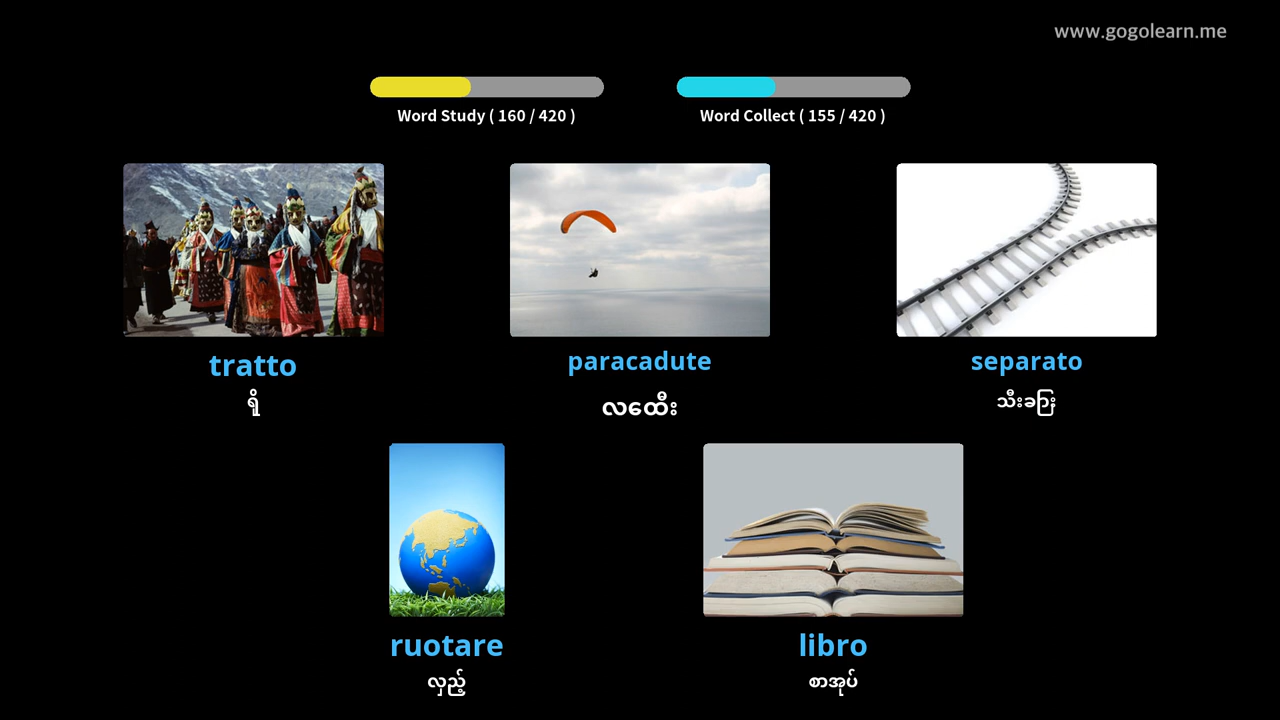 www.gogolearn.me
Word Study ( 160 / 420 )
Word Collect ( 155 / 420 )
tratto
ရှို
paracadute
လထေီး
separato
သီးခငြား
ruotare
လှည့်
libro
စာအုပ်